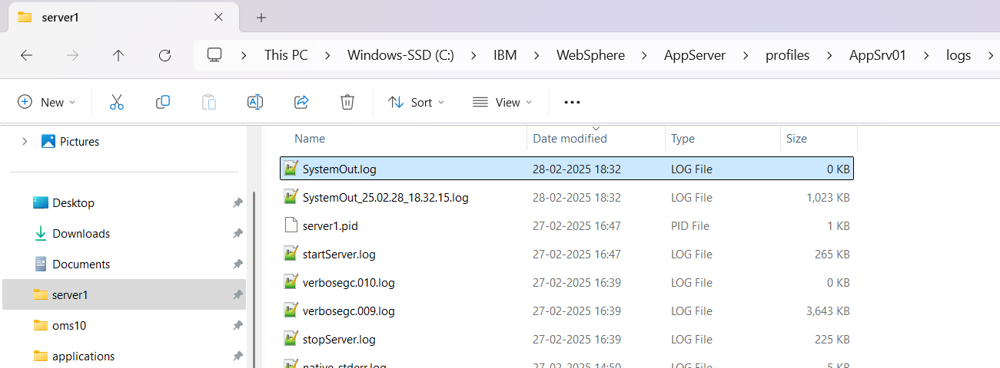 server1
This PC > Windows-SSD (C:) > IBM > WebSphere > AppServer > profiles > AppSrv01 > logs >
New Sort View
Pictures
Desktop
Downloads
Documents
server1
oms10
applications
Name Date modified Type Size
SystemOut.log 28-02-2025 18:32 LOG File 0 KB
SystemOut_25.02.28_18.32.15.log 28-02-2025 18:32 LOG File 1,023 KB
server1.pid 27-02-2025 16:47 PID File 1 KB
startServer.log 27-02-2025 16:47 LOG File 265 KB
verbosegc.010.log 27-02-2025 16:39 LOG File 0 KB
verbosegc.009.log 27-02-2025 16:39 LOG File 3,643 KB
stopServer.log 27-02-2025 16:39 LOG File 225 KB
native_stderr.log 27-02-2025 14:50 LOG File 5 KB